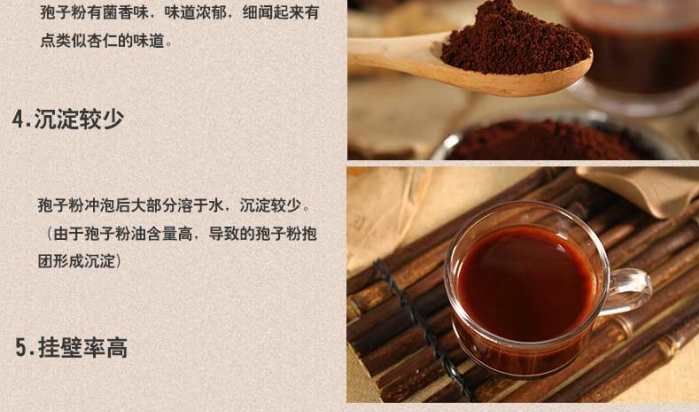 孢子粉有菌香味，味道浓郁，细闻起来有
点类似杏仁的味道。
4.沉淀较少
孢子粉冲泡后大部分溶于水，沉淀较少。
（由于孢子粉油含量高，导致的孢子粉抱
团形成沉淀）
5.挂壁率高